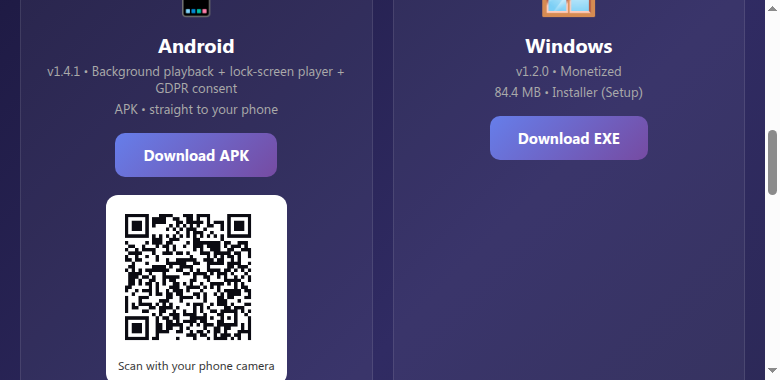 Android
v1.4.1 • Background playback + lock-screen player +
GDPR consent
APK • straight to your phone
Download APK
Scan with your phone camera
Windows
v1.2.0 • Monetized
84.4 MB • Installer (Setup)
Download EXE